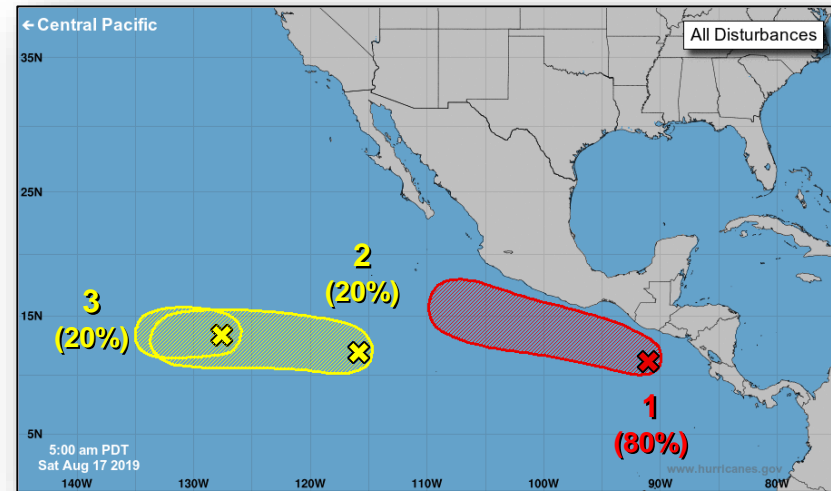 ← Central Pacific
All Disturbances
35N
25N
2
(20%)
3
(20%)
15N
1
(80%)
5N
5:00 am PDT
Sat Aug 17 2019
www.hurricanes.gov
140W 130W 120W 110W 100W 90W 80W